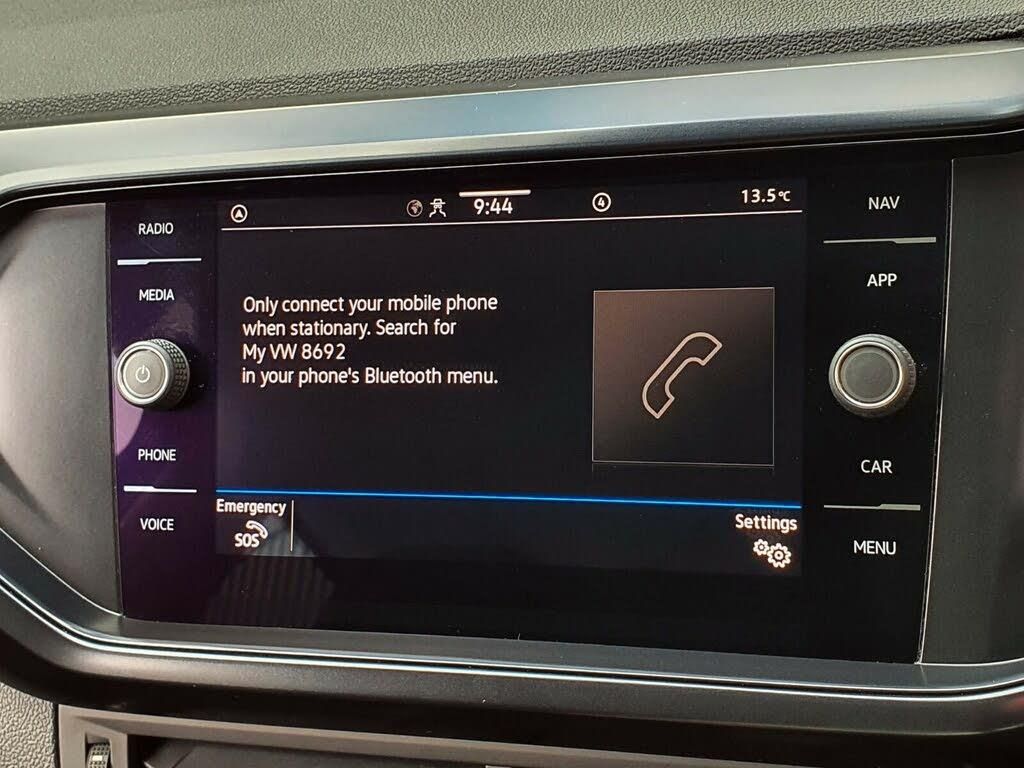 RADIO
MEDIA
PHONE
VOICE
9:44
4
13.5°C
Only connect your mobile phone
when stationary. Search for
My VW 8692
in your phone's Bluetooth menu.
Emergency
SOS
Settings
NAV
APP
CAR
MENU